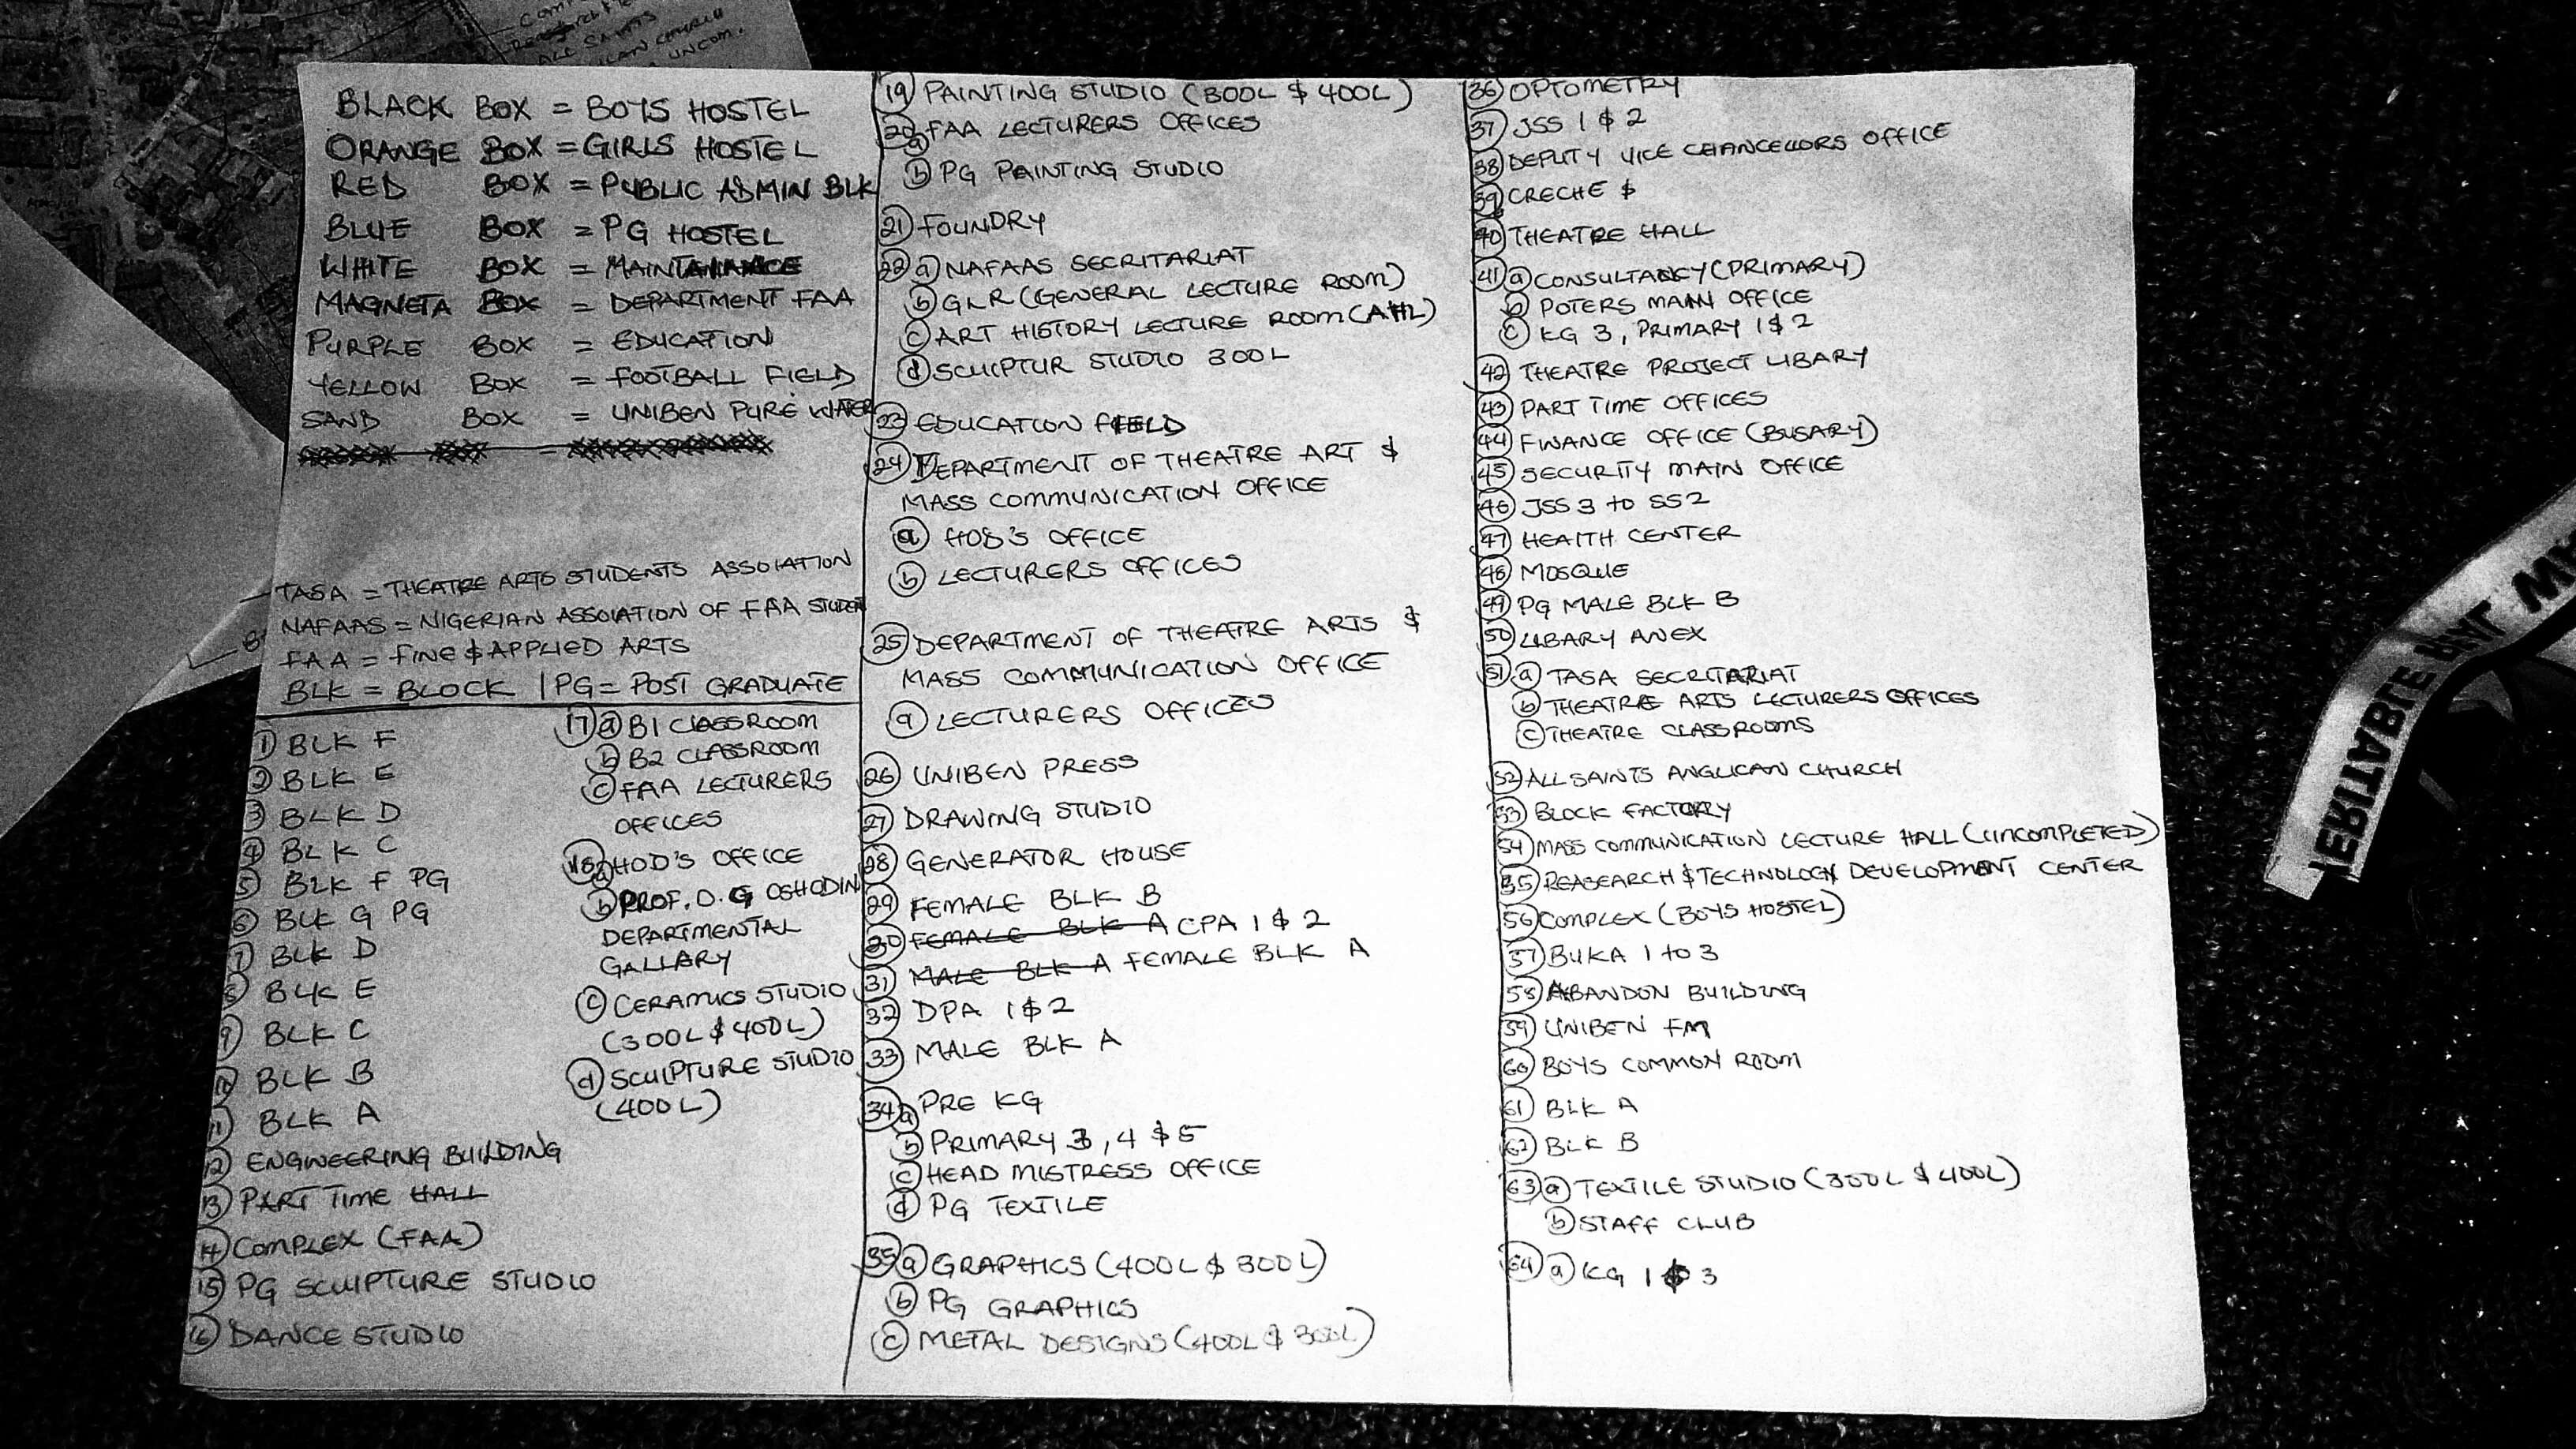 BLACK BOX = BOYS HOSTEL
ORANGE BOX = GIRLS HOSTEL
RED BOX = PUBLIC ADMIN BLK
BLUE BOX = PG HOSTEL
WHITE BOX = MAINTANANCE
MAGNETA BOX = DEPARTMENT FAA
PURPLE BOX = EDUCATION
YELLOW BOX = FOOTBALL FIELD
SAND BOX = UNIBEN PURE WATER
TASA = THEATRE ARTS STUDENTS ASSOIATION
NAFAAS = NIGERIAN ASSOIATION OF FAA STUDENT
FAA = FINE & APPLIED ARTS
BLK = BLOCK | PG = POST GRADUATE
1 BLK F
2 BLK E
3 BLK D
4 BLK C
5 BLK F PG
6 BLK G PG
7 BLK D
8 BLK E
9 BLK C
10 BLK B
11 BLK A
12 ENGINEERING BUILDING
13 PART TIME HALL
14 COMPLEX (FAA)
15 PG SCULPTURE STUDIO
16 DANCE STUDIO
17 a B1 CLASSROOM
b B2 CLASSROOM
c FAA LECTURERS
OFFICES
18 a HOD'S OFFICE
b PROF. D. G OSHODIN
DEPARTMENTAL
GALLARY
c CERAMICS STUDIO
(300L & 400L)
d SCULPTURE STUDIO
(400L)
19 PAINTING STUDIO (300L & 400L)
20 a FAA LECTURERS OFFICES
b PG PAINTING STUDIO
21 FOUNDRY
22 a NAFAAS SECRITARIAT
b GLR (GENERAL LECTURE ROOM)
c ART HISTORY LECTURE ROOM (AHL)
d SCULPTUR STUDIO 300L
23 EDUCATION FIELD
24 DEPARTMENT OF THEATRE ART &
MASS COMMUNICATION OFFICE
a HOD'S OFFICE
b LECTURERS OFFICES
25 DEPARTMENT OF THEATRE ARTS &
MASS COMMUNICATION OFFICE
a LECTURERS OFFICES
26 UNIBEN PRESS
27 DRAWING STUDIO
28 GENERATOR HOUSE
29 FEMALE BLK B
30 FEMALE BLK A CPA 1 & 2
31 MALE BLK A FEMALE BLK A
32 DPA 1 & 2
33 MALE BLK A
34 a PRE KG
b PRIMARY 3, 4 & 5
c HEAD MISTRESS OFFICE
d PG TEXTILE
35 a GRAPHICS (400L & 300L)
b PG GRAPHICS
c METAL DESIGNS (400L & 300L)
36 OPTOMETRY
37 JSS 1 & 2
38 DEPUTY VICE CHANCELLORS OFFICE
39 CRECHE &
40 THEATRE HALL
41 a CONSULTANCY (PRIMARY)
b POTERS MAIN OFFICE
c KG 3, PRIMARY 1 & 2
42 THEATRE PROJECT LIBARY
43 PART TIME OFFICES
44 FINANCE OFFICE (BUSARY)
45 SECURITY MAIN OFFICE
46 JSS 3 to SS 2
47 HEALTH CENTER
48 MOSQUE
49 PG MALE BLK B
50 LIBARY ANEX
51 a TASA SECRITARIAT
b THEATRE ARTS LECTURERS OFFICES
c THEATRE CLASSROOMS
52 ALL SAINTS ANGLICAN CHURCH
53 BLOCK FACTORY
54 MASS COMMUNICATION LECTURE HALL (UNCOMPLETED)
55 REASEARCH & TECHNOLOGY DEVELOPMENT CENTER
56 COMPLEX (BOYS HOSTEL)
57 BUKA 1 to 3
58 ABANDON BUILDING
59 UNIBEN FM
60 BOYS COMMON ROOM
61 BLK A
62 BLK B
63 a TEXTILE STUDIO (300L & 400L)
b STAFF CLUB
64 a KG 1 & 3
ALL SAINTS
VERITABLE